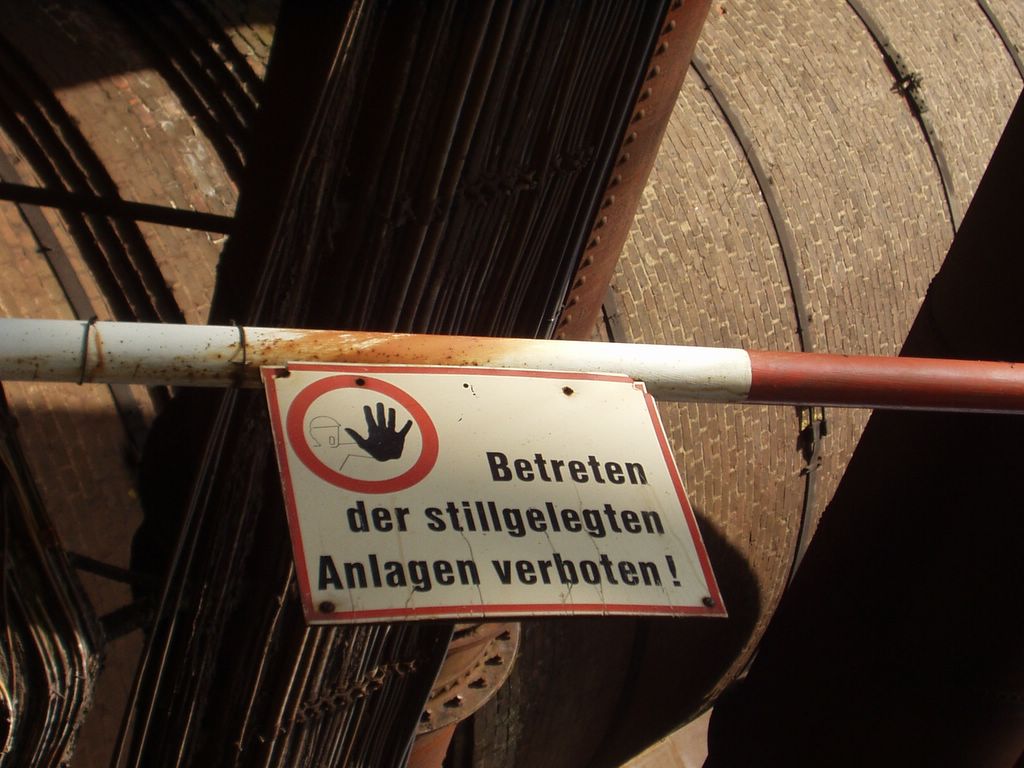 Betreten
der stillgelegten
Anlagen verboten!